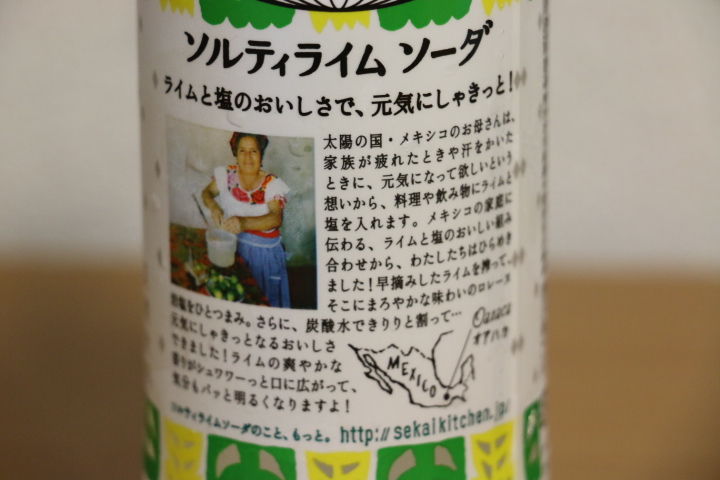 ソルティライム ソーダ
ライムと塩のおいしさで、元気にしゃきっと!
太陽の国・メキシコのお母さんは、
家族が疲れたときや汗をかいた
ときに、元気になって欲しいという
想いから、料理や飲み物にライムと
塩を入れます。メキシコの家庭に
伝わる、ライムと塩のおいしい組み
合わせから、わたしたちはひらめき
ました!早摘みしたライムを搾って、
そこにまろやかな味わいのロレーヌ
岩塩をひとつまみ。さらに、炭酸水できりりと割って…
元気にしゃきっとなるおいしさ
できました!ライムの爽やかな
香りがシュワワーっと口に広がって、
気分もパッと明るくなりますよ!
Oaxaca
オアハカ
MEXICO
ソルティライムソーダのこと、もっと。 http://sekaikitchen.jp/